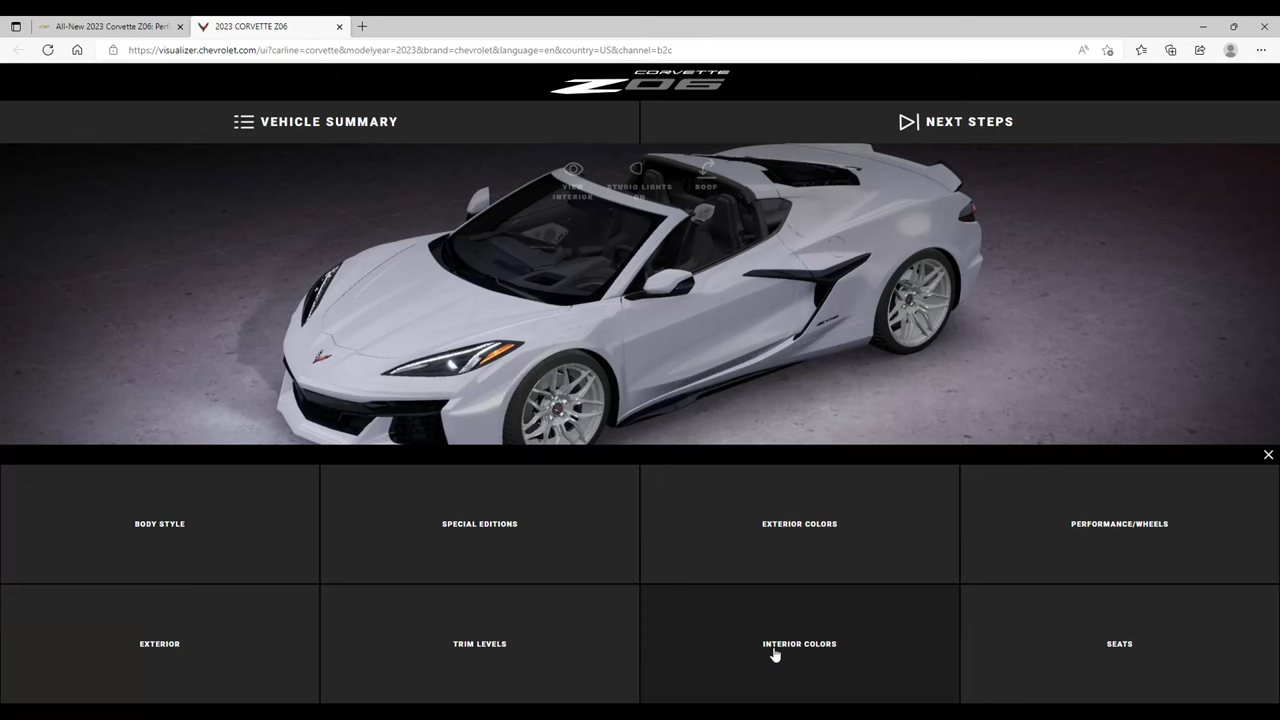 All-New 2023 Corvette Z06: Perf
2023 CORVETTE Z06
https://visualizer.chevrolet.com/ui?carline=corvette&modelyear=2023&brand=chevrolet&language=en&country=US&channel=b2c
CORVETTE
Z06
VEHICLE SUMMARY
NEXT STEPS
VIEW
INTERIOR
STUDIO LIGHTS
ON
ROOF
BODY STYLE
SPECIAL EDITIONS
EXTERIOR COLORS
PERFORMANCE/WHEELS
EXTERIOR
TRIM LEVELS
INTERIOR COLORS
SEATS